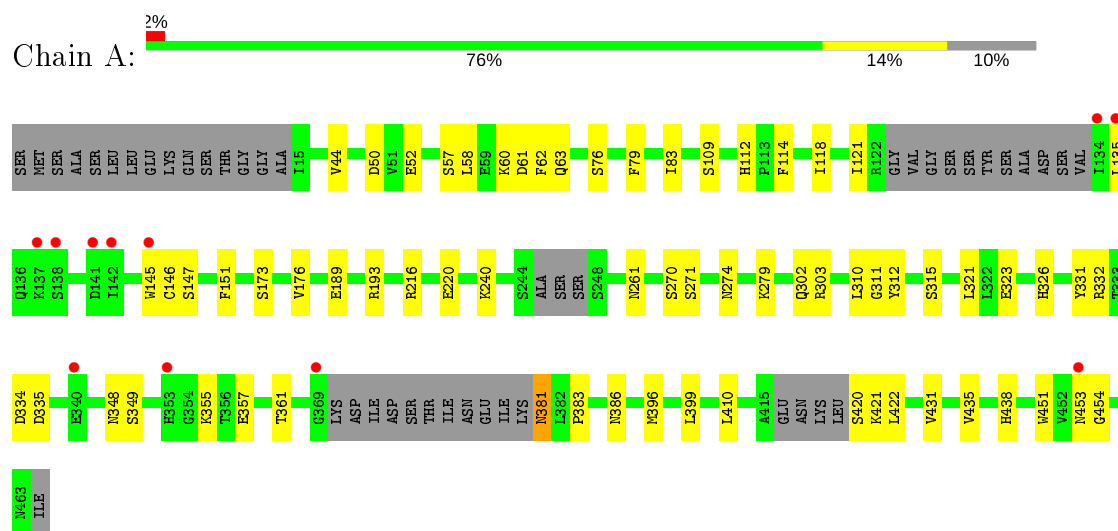 2%
Chain A:
76% 14% 10%
SER MET SER ALA SER LEU LEU GLU LYS GLN SER THR GLY GLY ALA I15 V44 D50 V51 E52 S57 L58 E59 K60 D61 F62 Q63 S76 F79 I83 S109 H112 P113 F114 I118 I121 R122 GLY VAL GLY SER SER TYR SER ALA ASP SER VAL I134 L135
Q136 K137 S138 D141 I142 W145 C146 S147 F151 S173 V176 E189 R193 R216 E220 K240 S244 ALA SER SER S248 N261 S270 S271 N274 K279 Q302 R303 L310 G311 Y312 S315 L321 L322 E323 H326 Y331 R332 T333
D334 D335 E340 N348 S349 H353 G354 K355 T356 E357 T361 G369 LYS ASP ILE ASP SER THR ILE ASN GLU ILE LYS N381 L382 P383 N386 M396 L399 L410 A415 GLU ASN LYS LEU S420 K421 L422 V431 V435 H438 W451 V452 N453 G454
N463 ILE